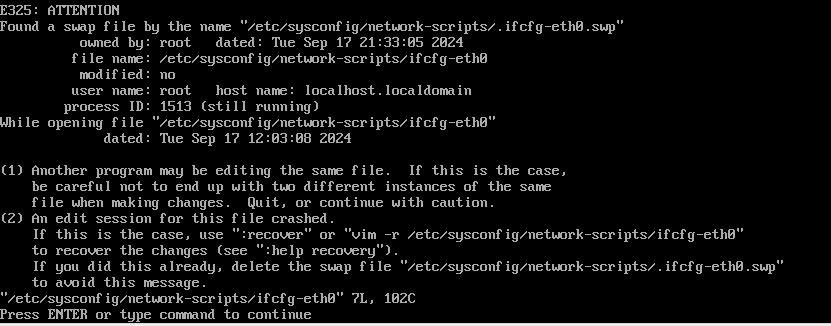 E325: ATTENTION
Found a swap file by the name "/etc/sysconfig/network-scripts/.ifcfg-eth0.swp"
owned by: root   dated: Tue Sep 17 21:33:05 2024
file name: /etc/sysconfig/network-scripts/ifcfg-eth0
modified: no
user name: root   host name: localhost.localdomain
process ID: 1513 (still running)
While opening file "/etc/sysconfig/network-scripts/ifcfg-eth0"
dated: Tue Sep 17 12:03:08 2024
(1) Another program may be editing the same file.  If this is the case,
be careful not to end up with two different instances of the same
file when making changes.  Quit, or continue with caution.
(2) An edit session for this file crashed.
If this is the case, use ":recover" or "vim -r /etc/sysconfig/network-scripts/ifcfg-eth0"
to recover the changes (see ":help recovery").
If you did this already, delete the swap file "/etc/sysconfig/network-scripts/.ifcfg-eth0.swp"
to avoid this message.
"/etc/sysconfig/network-scripts/ifcfg-eth0" 7L, 102C
Press ENTER or type command to continue